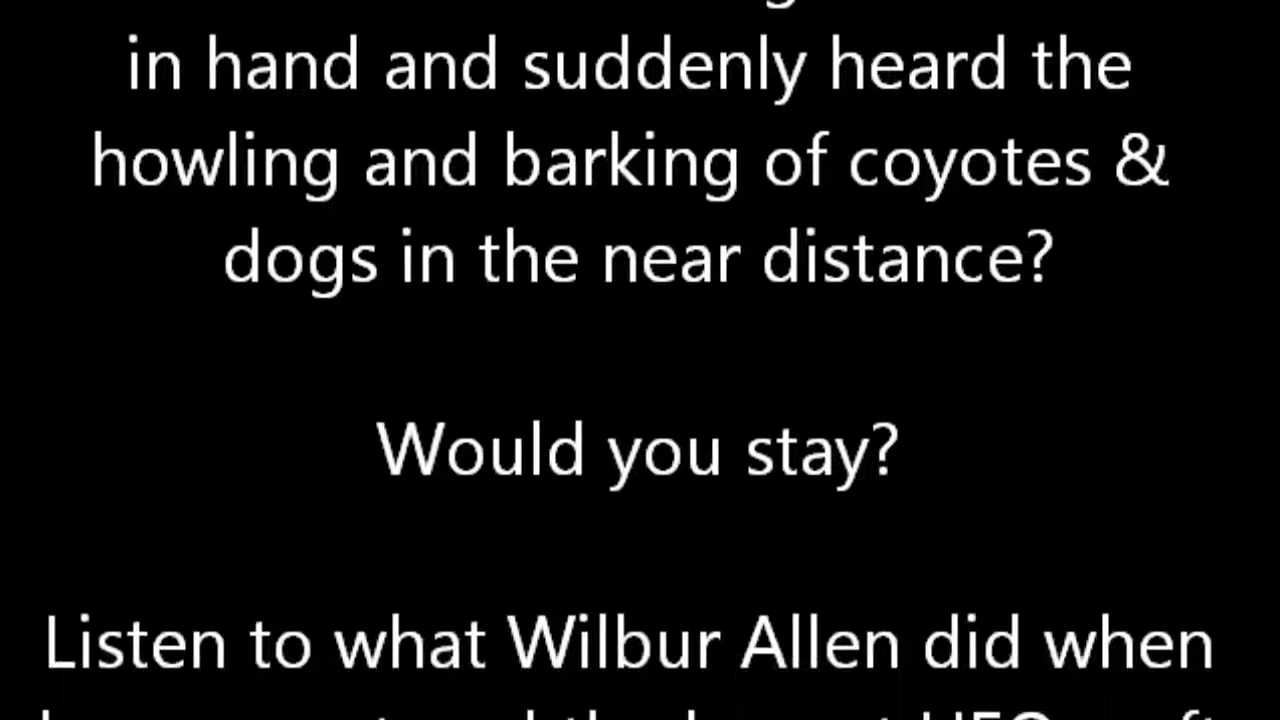 in hand and suddenly heard the
howling and barking of coyotes &
dogs in the near distance?
Would you stay?
Listen to what Wilbur Allen did when